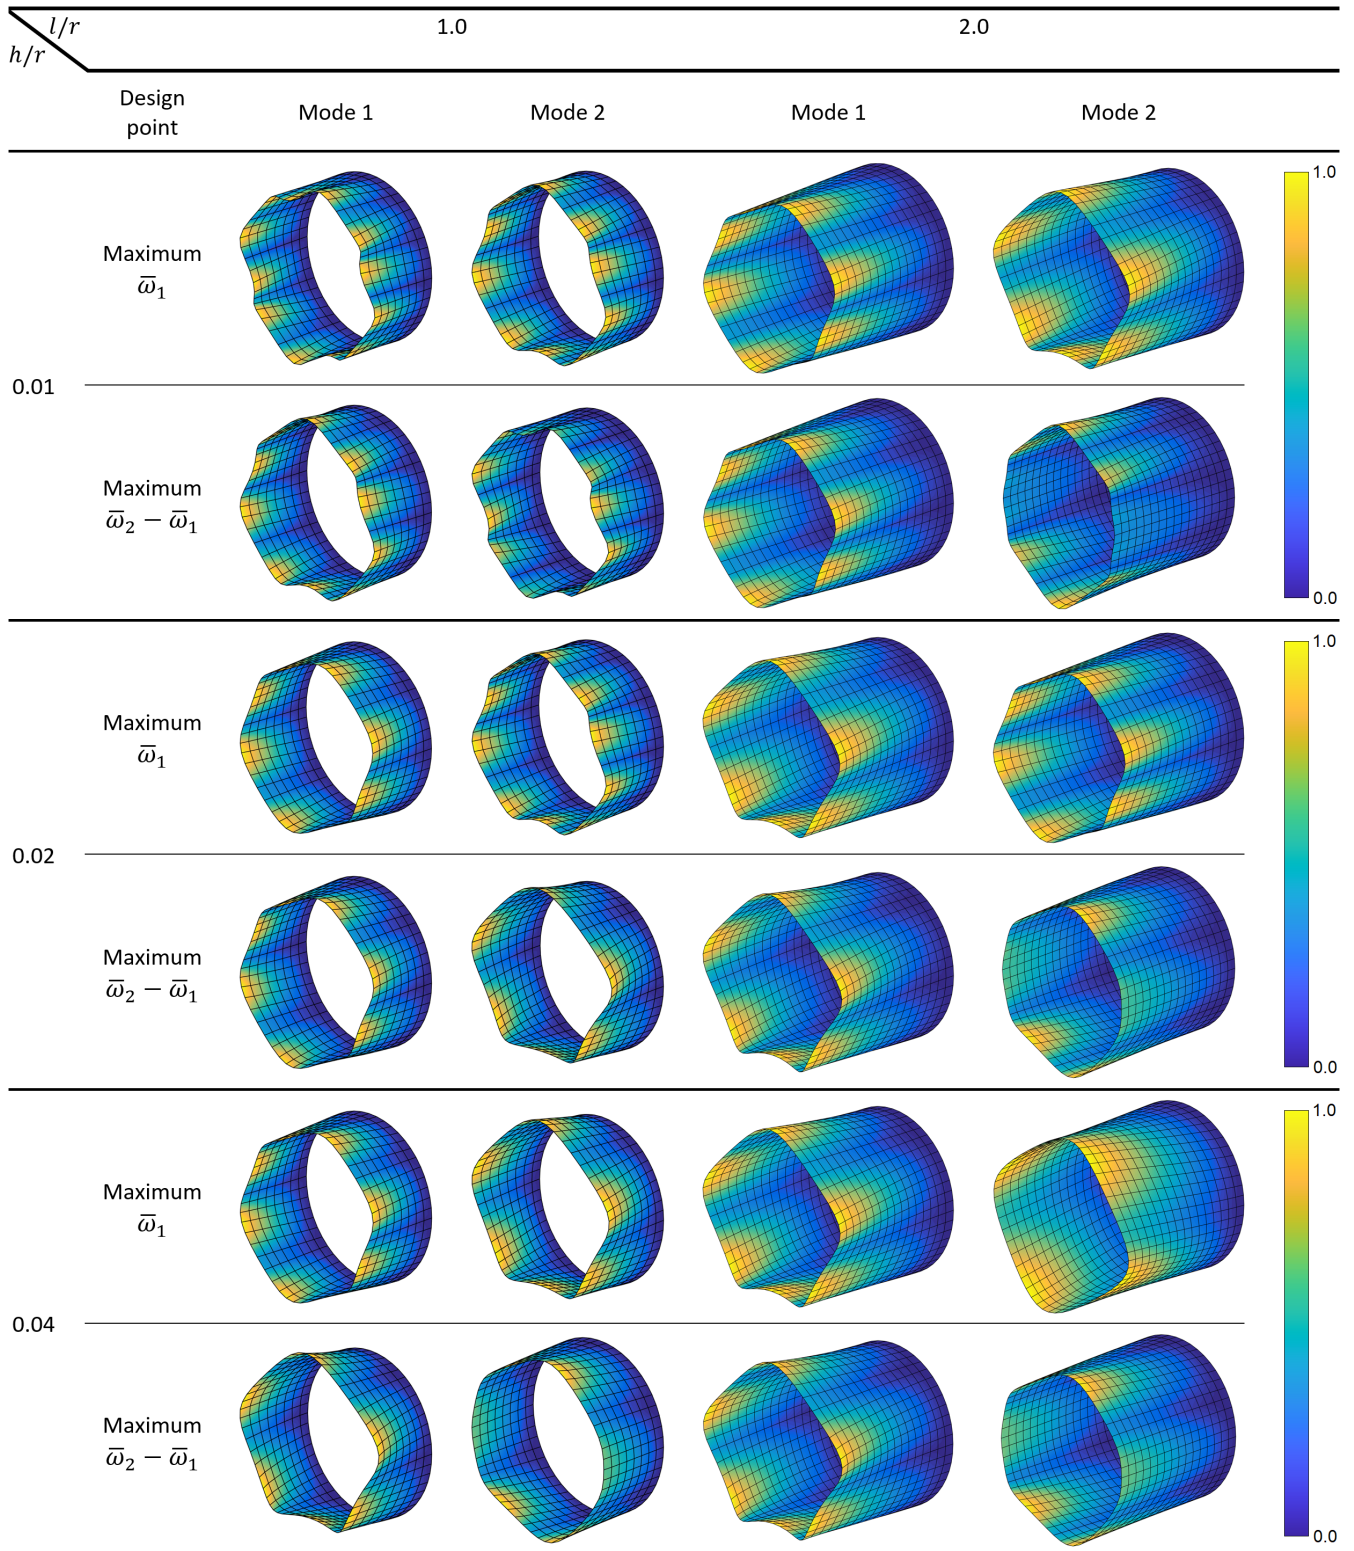 l/r 1.0 2.0
h/r
Design point Mode 1 Mode 2 Mode 1 Mode 2
Maximum
ω̅₁
1.0
0.01
Maximum
ω̅₂ − ω̅₁
0.0
Maximum
ω̅₁
1.0
0.02
Maximum
ω̅₂ − ω̅₁
0.0
Maximum
ω̅₁
1.0
0.04
Maximum
ω̅₂ − ω̅₁
0.0